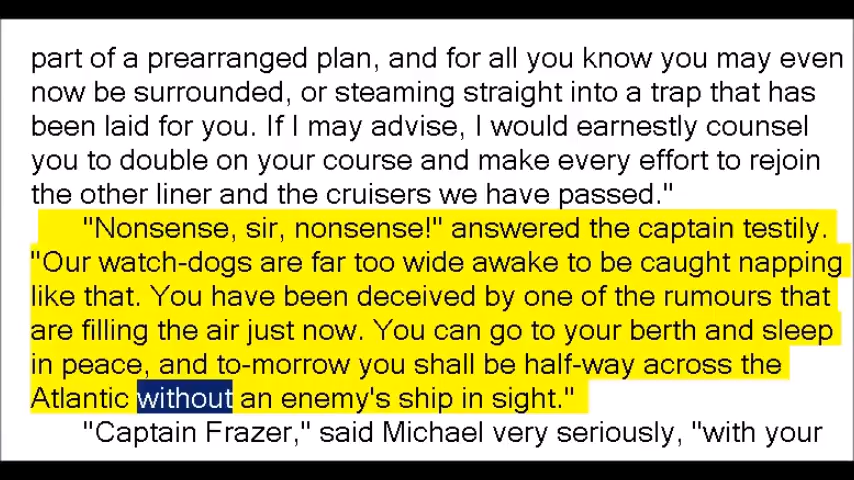 part of a prearranged plan, and for all you know you may even
now be surrounded, or steaming straight into a trap that has
been laid for you. If I may advise, I would earnestly counsel
you to double on your course and make every effort to rejoin
the other liner and the cruisers we have passed."
"Nonsense, sir, nonsense!" answered the captain testily.
"Our watch-dogs are far too wide awake to be caught napping
like that. You have been deceived by one of the rumours that
are filling the air just now. You can go to your berth and sleep
in peace, and to-morrow you shall be half-way across the
Atlantic without an enemy's ship in sight."
"Captain Frazer," said Michael very seriously, "with your